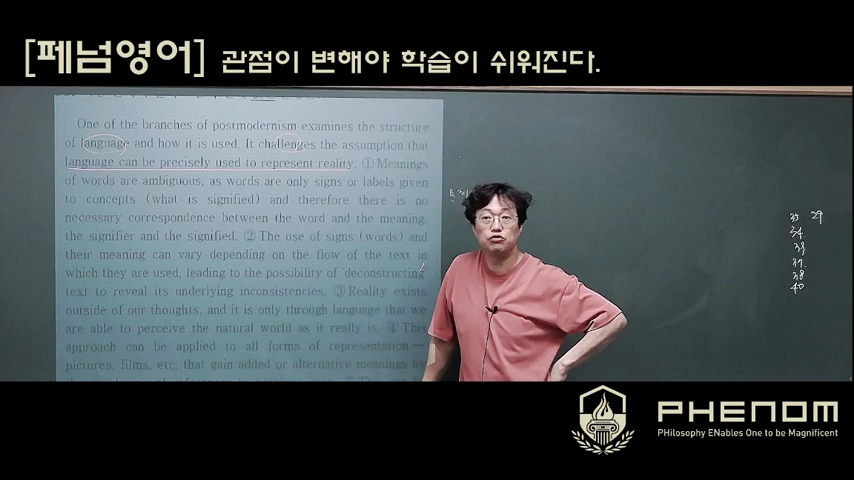 [페넘영어] 관점이 변해야 학습이 쉬워진다.
One of the branches of postmodernism examines the structure
of language and how it is used. It challenges the assumption that
language can be precisely used to represent reality. ① Meanings
of words are ambiguous, as words are only signs or labels given
to concepts (what is signified) and therefore there is no
necessary correspondence between the word and the meaning,
the signifier and the signified. ② The use of signs (words) and
their meaning can vary depending on the flow of the text in
which they are used, leading to the possibility of 'deconstructing'
text to reveal its underlying inconsistencies. ③ Reality exists
outside of our thoughts, and it is only through language that we
are able to perceive the natural world as it really is. ④ This
approach can be applied to all forms of representation—
pictures, films, etc. that gain added or alternative meanings by
29
34
37
38
40
PHENOM
PHilosophy ENables One to be Magnificent